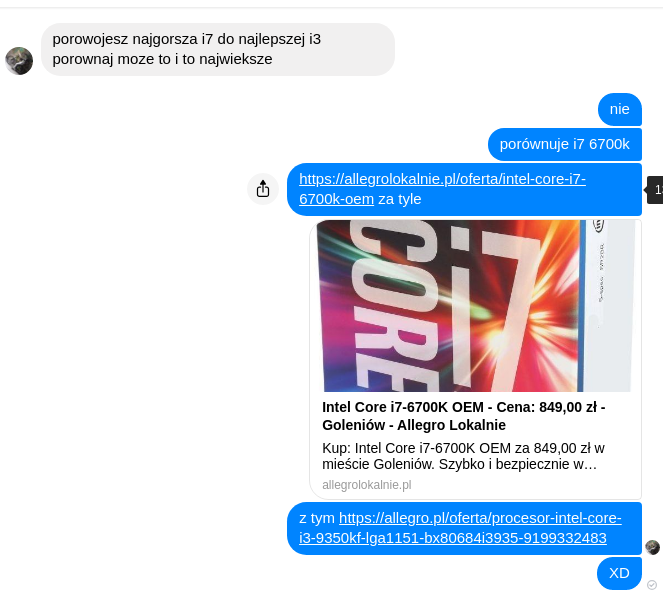 porowojesz najgorsza i7 do najlepszej i3
porownaj moze to i to najwieksze
nie
porównuje i7 6700k
https://allegrolokalnie.pl/oferta/intel-core-i7-
6700k-oem za tyle
CORE i7
Intel Core i7-6700K OEM - Cena: 849,00 zł -
Goleniów - Allegro Lokalnie
Kup: Intel Core i7-6700K OEM za 849,00 zł w
mieście Goleniów. Szybko i bezpiecznie w…
allegrolokalnie.pl
z tym https://allegro.pl/oferta/procesor-intel-core-
i3-9350kf-lga1151-bx80684i3935-9199332483
XD